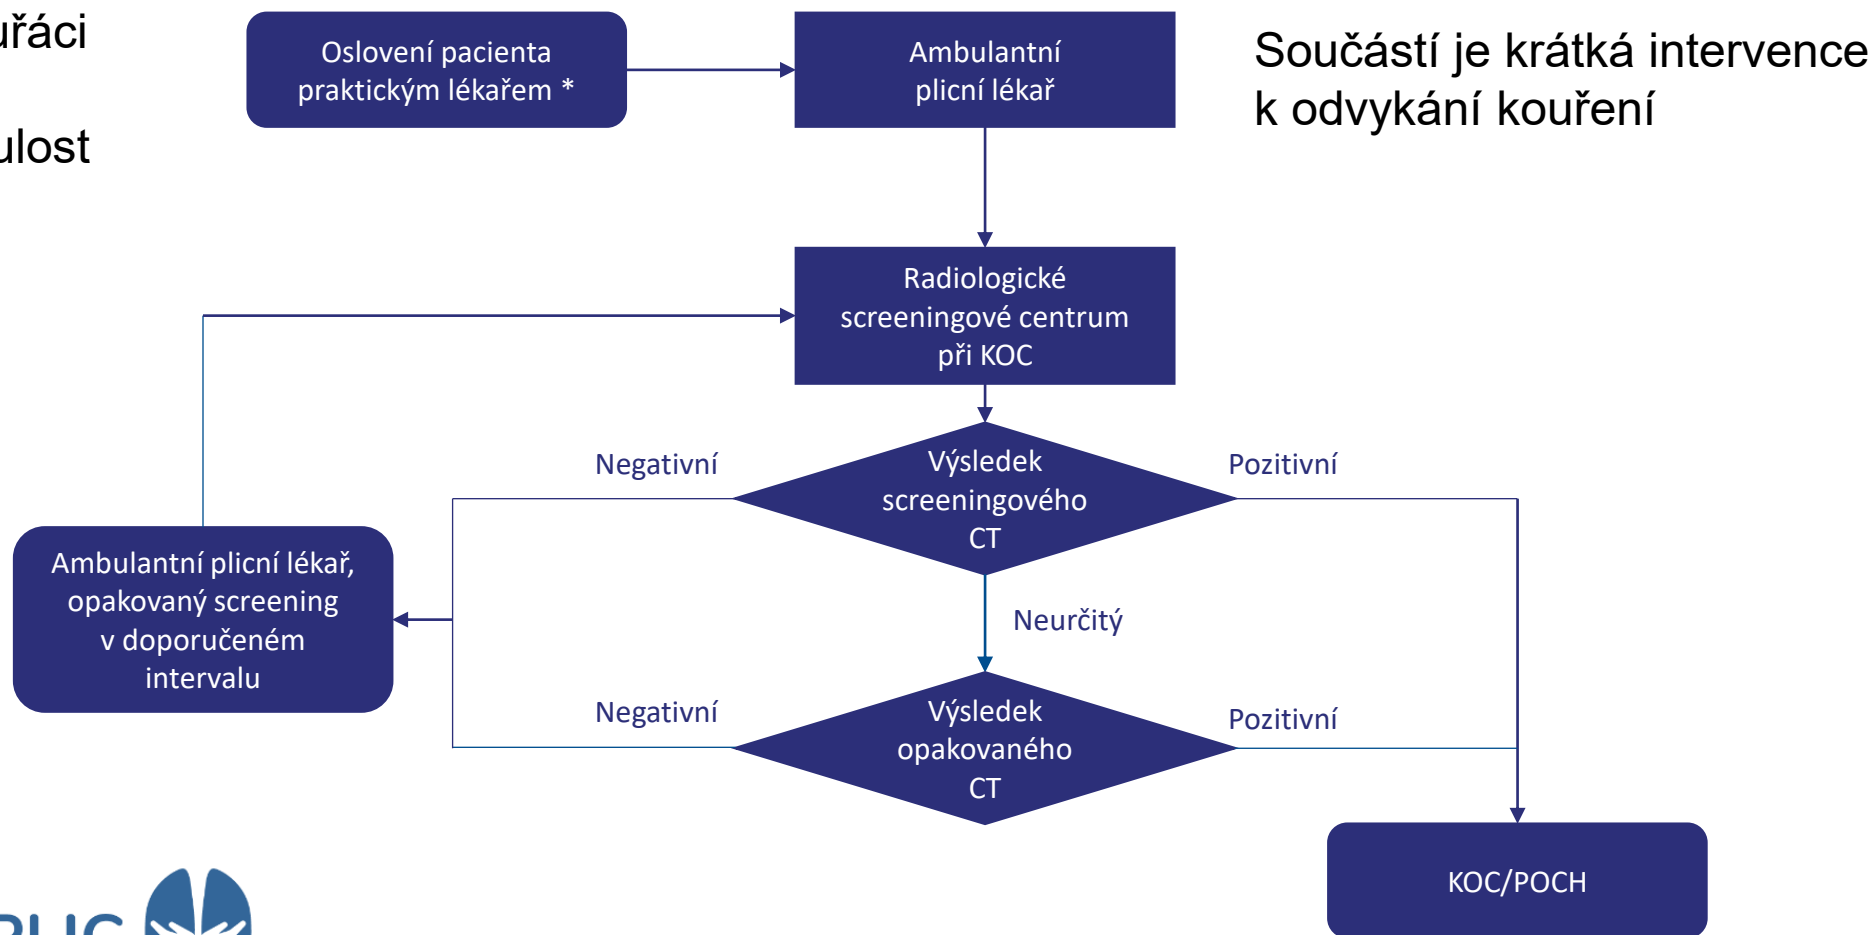 Oslovení pacienta
praktickým lékařem *
Ambulantní
plicní lékař
Součástí je krátká intervence
k odvykání kouření
Radiologické
screeningové centrum
při KOC
Negativní
Výsledek
screeningového
CT
Pozitivní
Ambulantní plicní lékař,
opakovaný screening
v doporučeném
intervalu
Neurčitý
Negativní
Výsledek
opakovaného
CT
Pozitivní
KOC/POCH